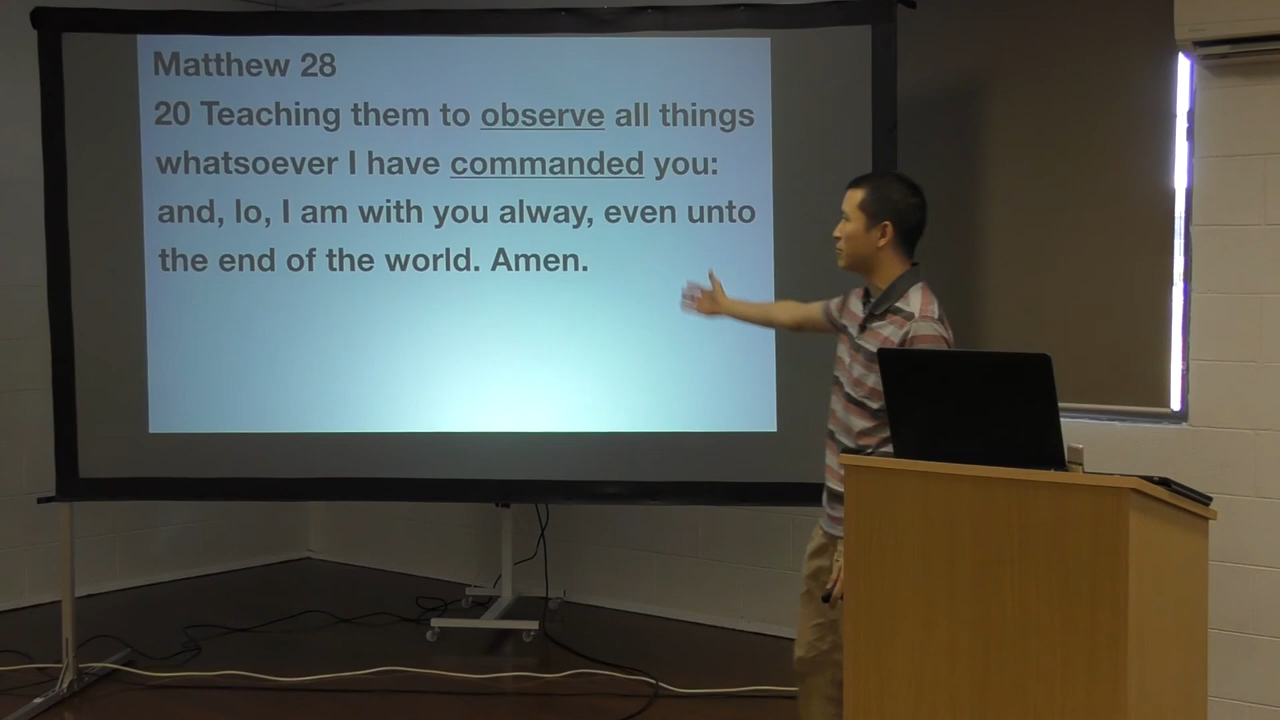 Matthew 28
20 Teaching them to observe all things
whatsoever I have commanded you:
and, lo, I am with you alway, even unto
the end of the world. Amen.